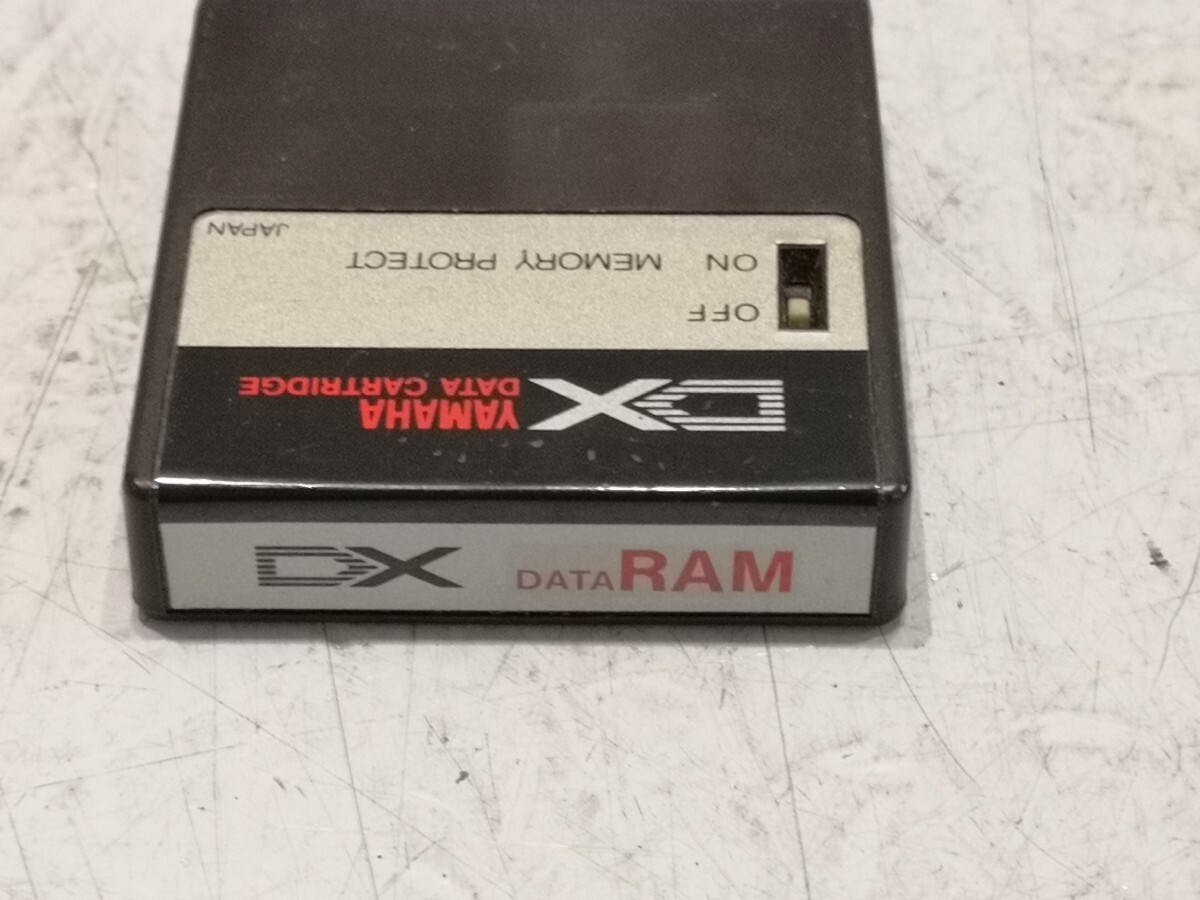 JAPAN
ON MEMORY PROTECT
OFF
DX YAMAHA
DATA CARTRIDGE
DX DATA RAM